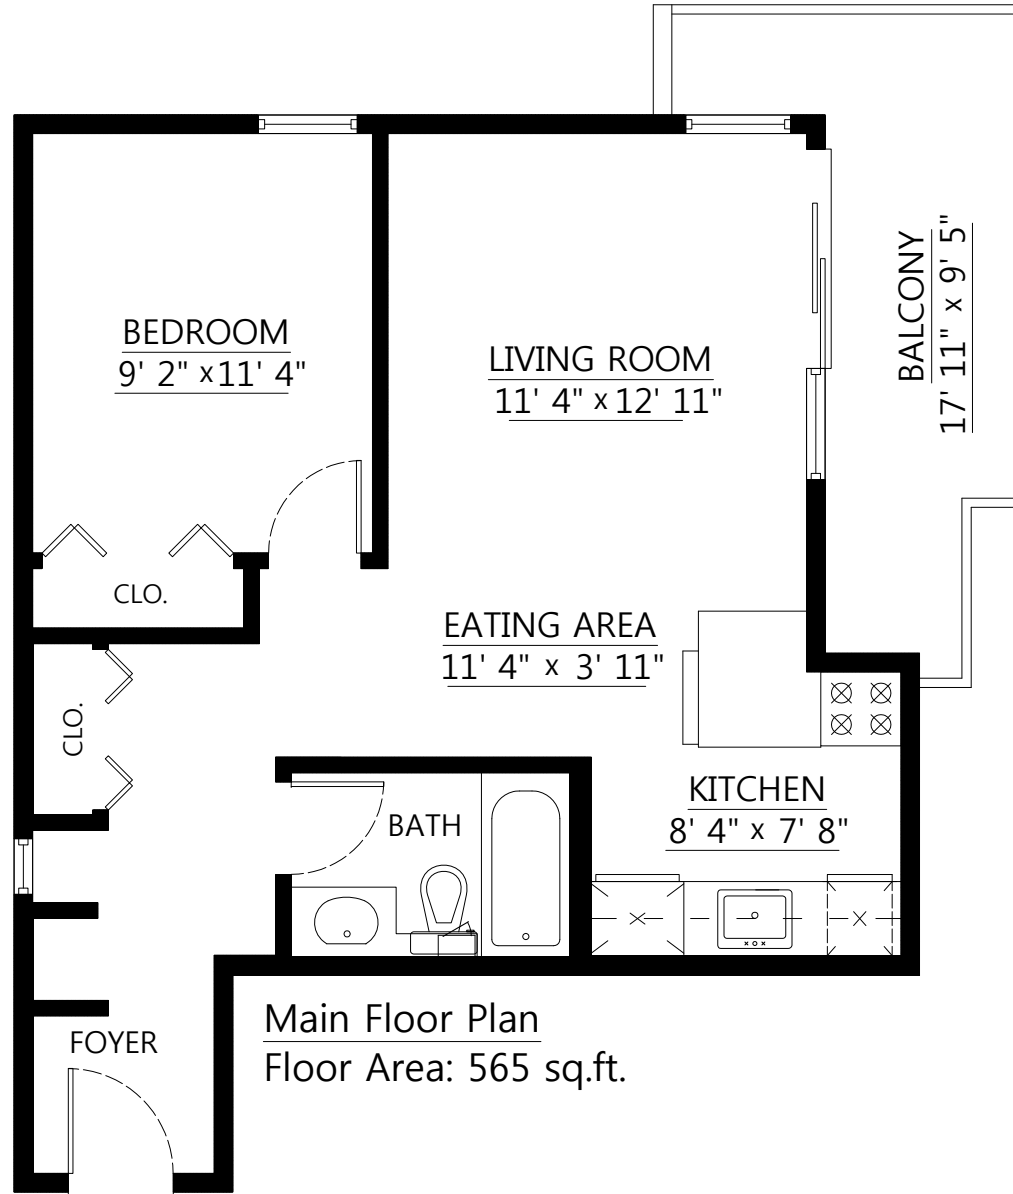 BEDROOM
9' 2" x 11' 4"
LIVING ROOM
11' 4" x 12' 11"
BALCONY
17' 11" x 9' 5"
CLO.
EATING AREA
11' 4" x 3' 11"
CLO.
KITCHEN
8' 4" x 7' 8"
BATH
FOYER
Main Floor Plan
Floor Area: 565 sq.ft.